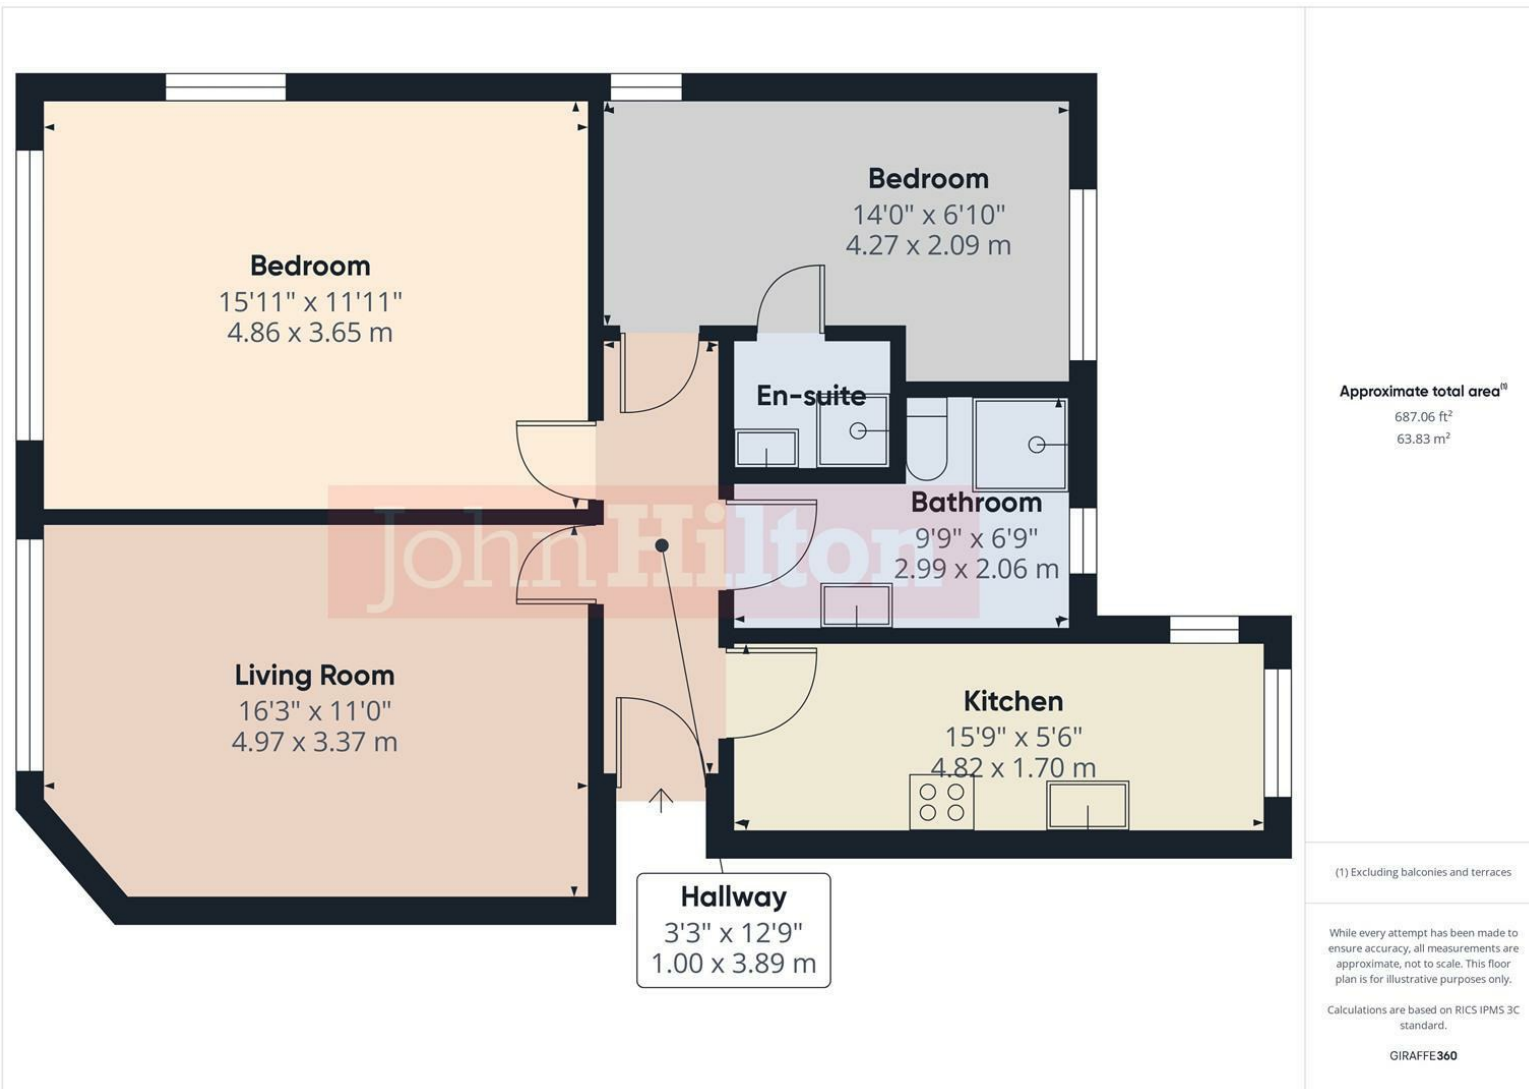 Bedroom
15'11" x 11'11"
4.86 x 3.65 m
Bedroom
14'0" x 6'10"
4.27 x 2.09 m
En-suite
Bathroom
9'9" x 6'9"
2.99 x 2.06 m
John Hilton
Living Room
16'3" x 11'0"
4.97 x 3.37 m
Kitchen
15'9" x 5'6"
4.82 x 1.70 m
Hallway
3'3" x 12'9"
1.00 x 3.89 m
Approximate total area(1)
687.06 ft²
63.83 m²
(1) Excluding balconies and terraces
While every attempt has been made to
ensure accuracy, all measurements are
approximate, not to scale. This floor
plan is for illustrative purposes only.
Calculations are based on RICS IPMS 3C
standard.
GIRAFFE360